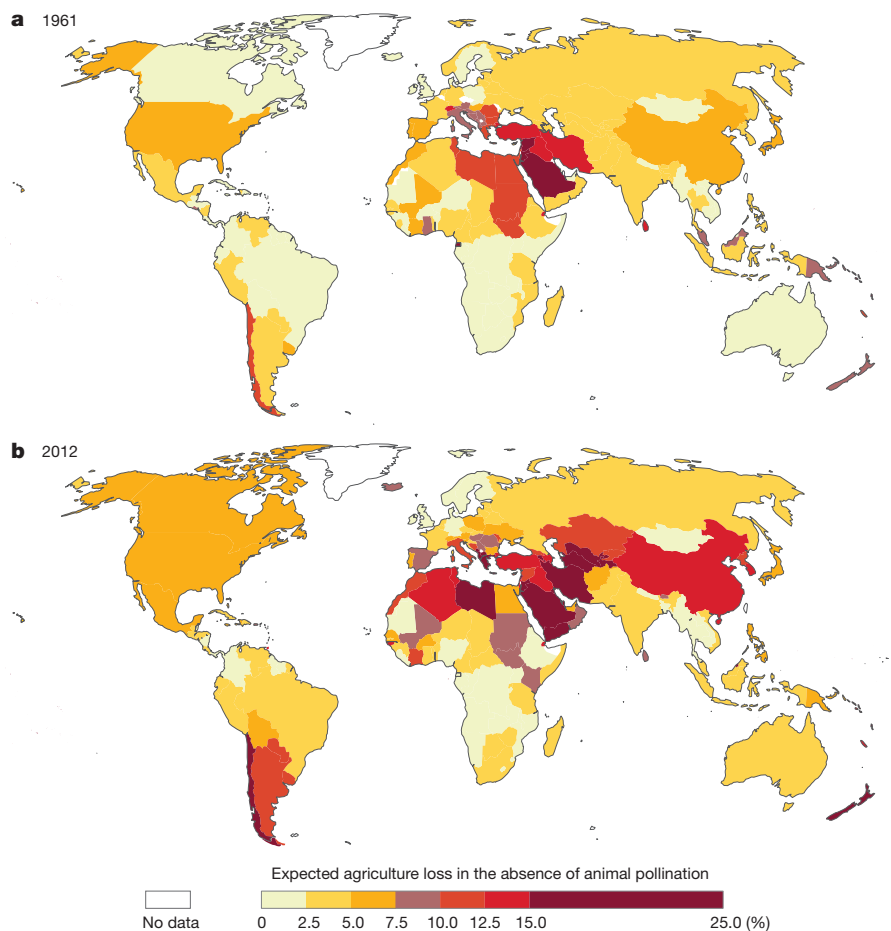 a 1961
b 2012
Expected agriculture loss in the absence of animal pollination
No data
0 2.5 5.0 7.5 10.0 12.5 15.0 25.0 (%)